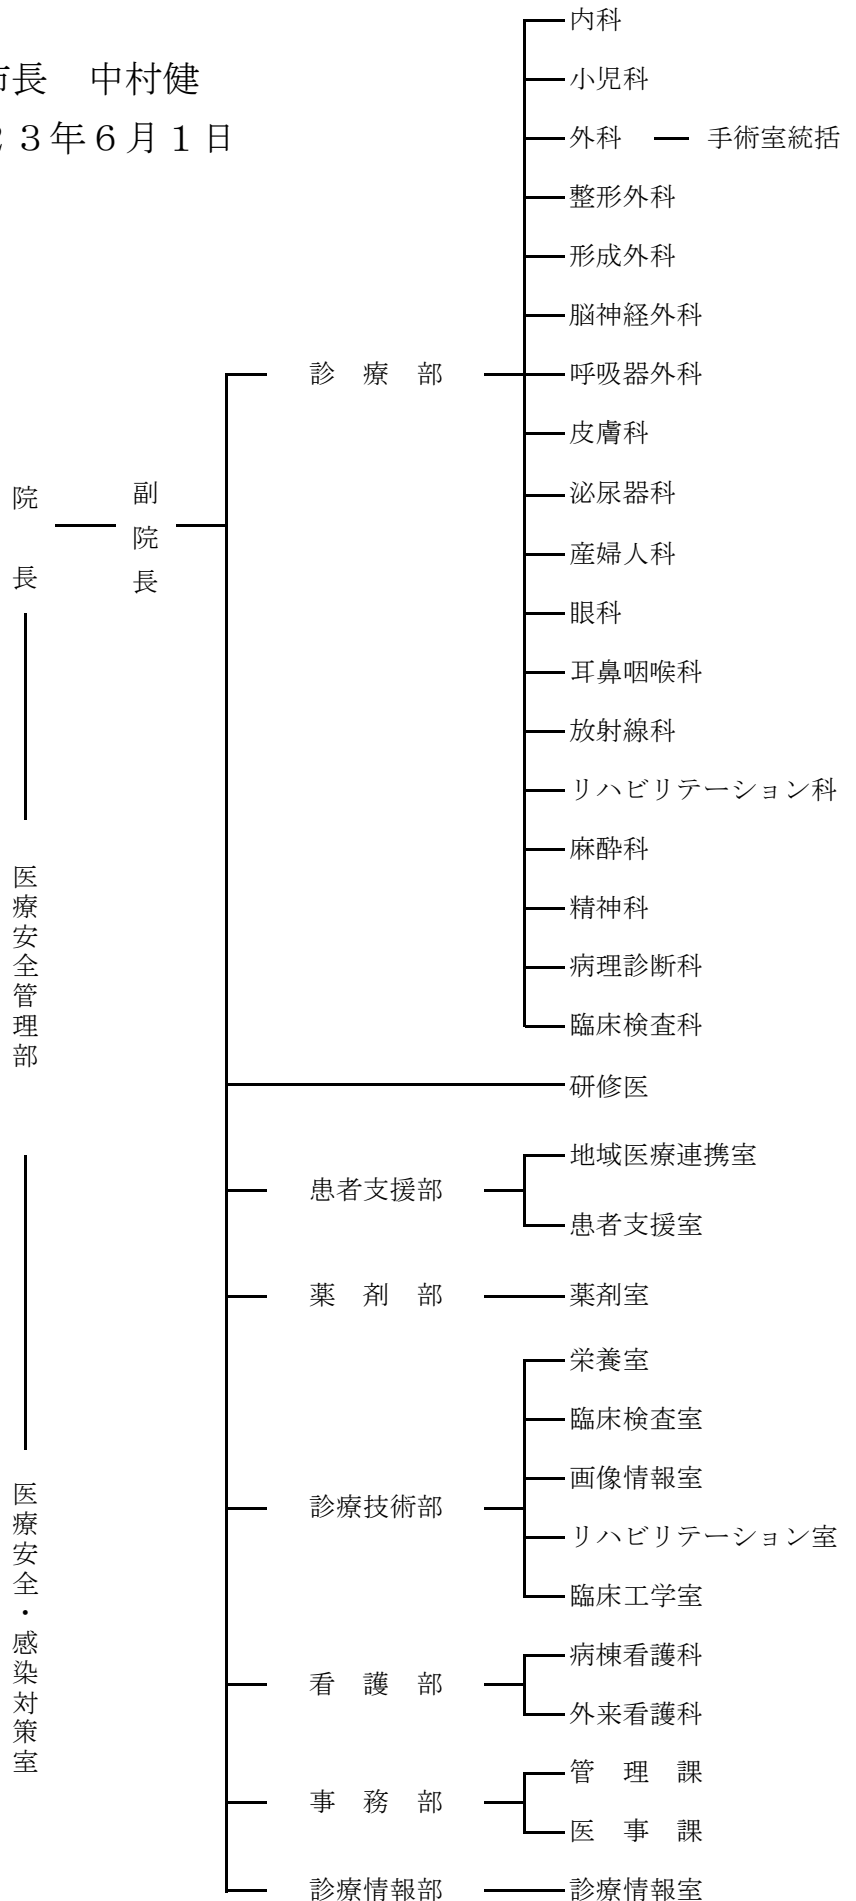 市長　中村健
２３年６月１日
内科
小児科
外科　手術室統括
整形外科
形成外科
脳神経外科
診　療　部　呼吸器外科
皮膚科
泌尿器科
産婦人科
眼科
耳鼻咽喉科
放射線科
リハビリテーション科
麻酔科
精神科
病理診断科
臨床検査科
院長
副院長
医療安全管理部
医療安全・感染対策室
研修医
患者支援部
地域医療連携室
患者支援室
薬　剤　部　薬剤室
診療技術部
栄養室
臨床検査室
画像情報室
リハビリテーション室
臨床工学室
看　護　部
病棟看護科
外来看護科
事　務　部
管　理　課
医　事　課
診療情報部　診療情報室